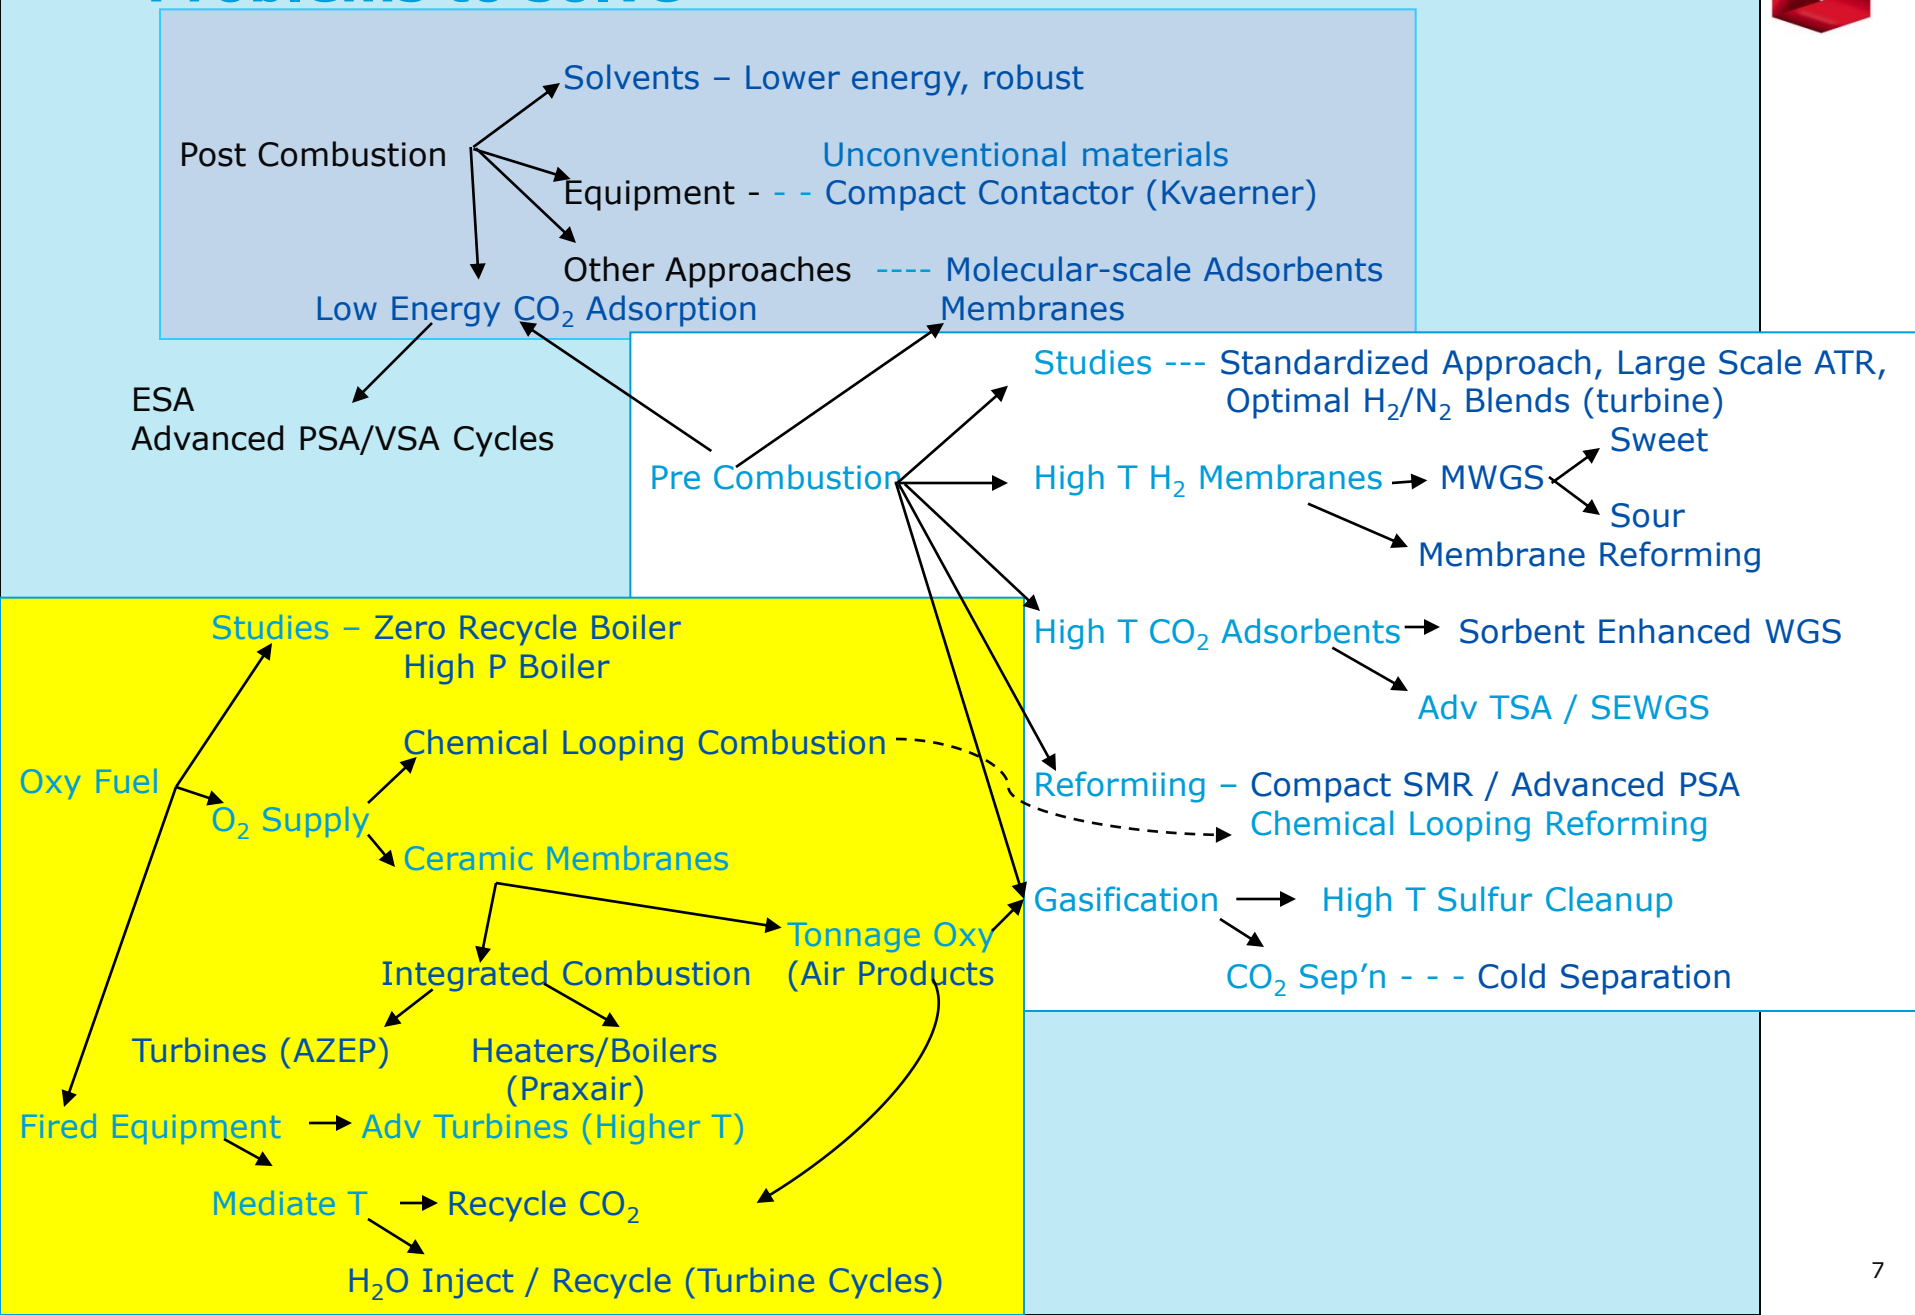 Problems to solve
Solvents – Lower energy, robust
Post Combustion
Unconventional materials
Equipment - - - Compact Contactor (Kvaerner)
Other Approaches ---- Molecular-scale Adsorbents
Low Energy CO₂ Adsorption
Membranes
ESA
Advanced PSA/VSA Cycles
Studies --- Standardized Approach, Large Scale ATR,
Optimal H₂/N₂ Blends (turbine)
Sweet
Pre Combustion
High T H₂ Membranes
MWGS
Sour
Membrane Reforming
High T CO₂ Adsorbents
Sorbent Enhanced WGS
Adv TSA / SEWGS
Reformiing – Compact SMR / Advanced PSA
Chemical Looping Reforming
Gasification
High T Sulfur Cleanup
CO₂ Sep’n - - - Cold Separation
Studies – Zero Recycle Boiler
High P Boiler
Chemical Looping Combustion
Oxy Fuel
O₂ Supply
Ceramic Membranes
Tonnage Oxy
(Air Products
Integrated Combustion
Turbines (AZEP)
Heaters/Boilers
(Praxair)
Fired Equipment
Adv Turbines (Higher T)
Mediate T
Recycle CO₂
H₂O Inject / Recycle (Turbine Cycles)
7